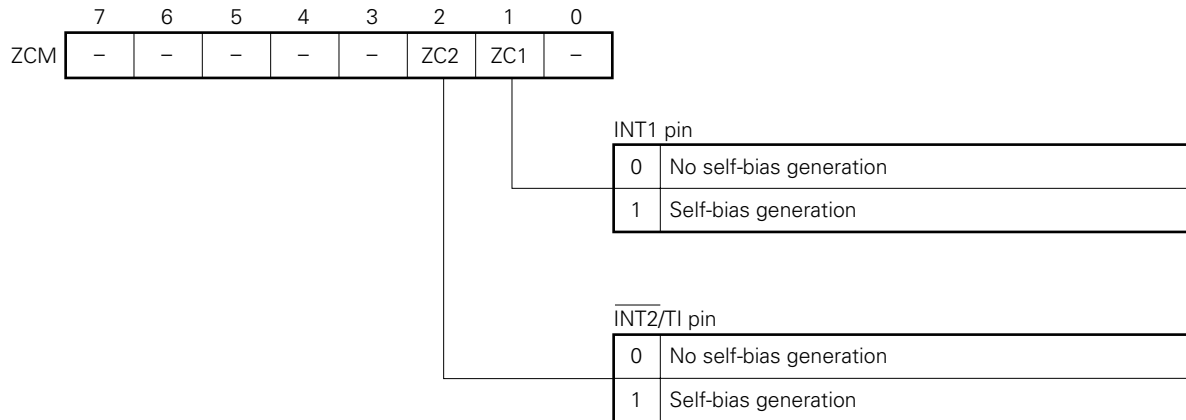 7 6 5 4 3 2 1 0
ZCM – – – – – ZC2 ZC1 –
INT1 pin
0 No self-bias generation
1 Self-bias generation
I̅N̅T̅2̅/TI pin
0 No self-bias generation
1 Self-bias generation